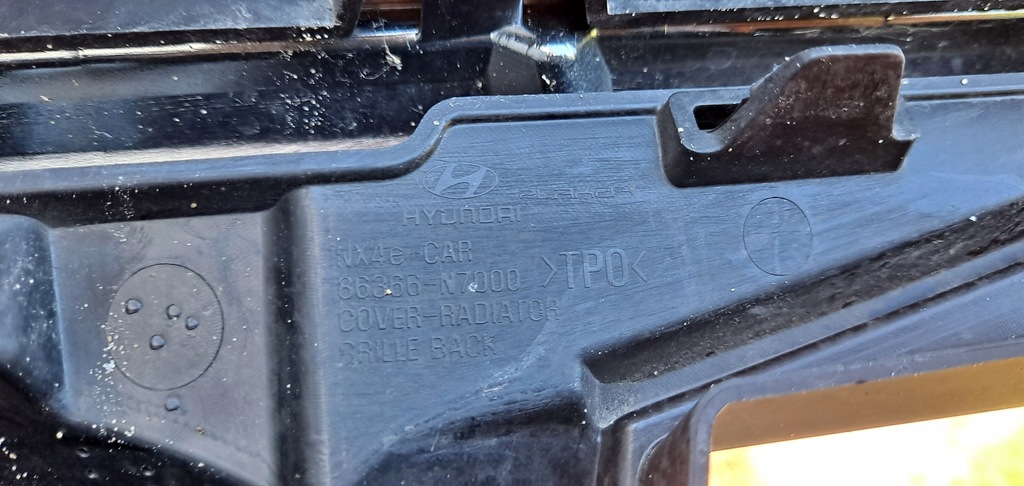 HYUNDAI
NX4e-CAR
86366-N7000
>TPO<
COVER-RADIATOR
GRILLE BACK